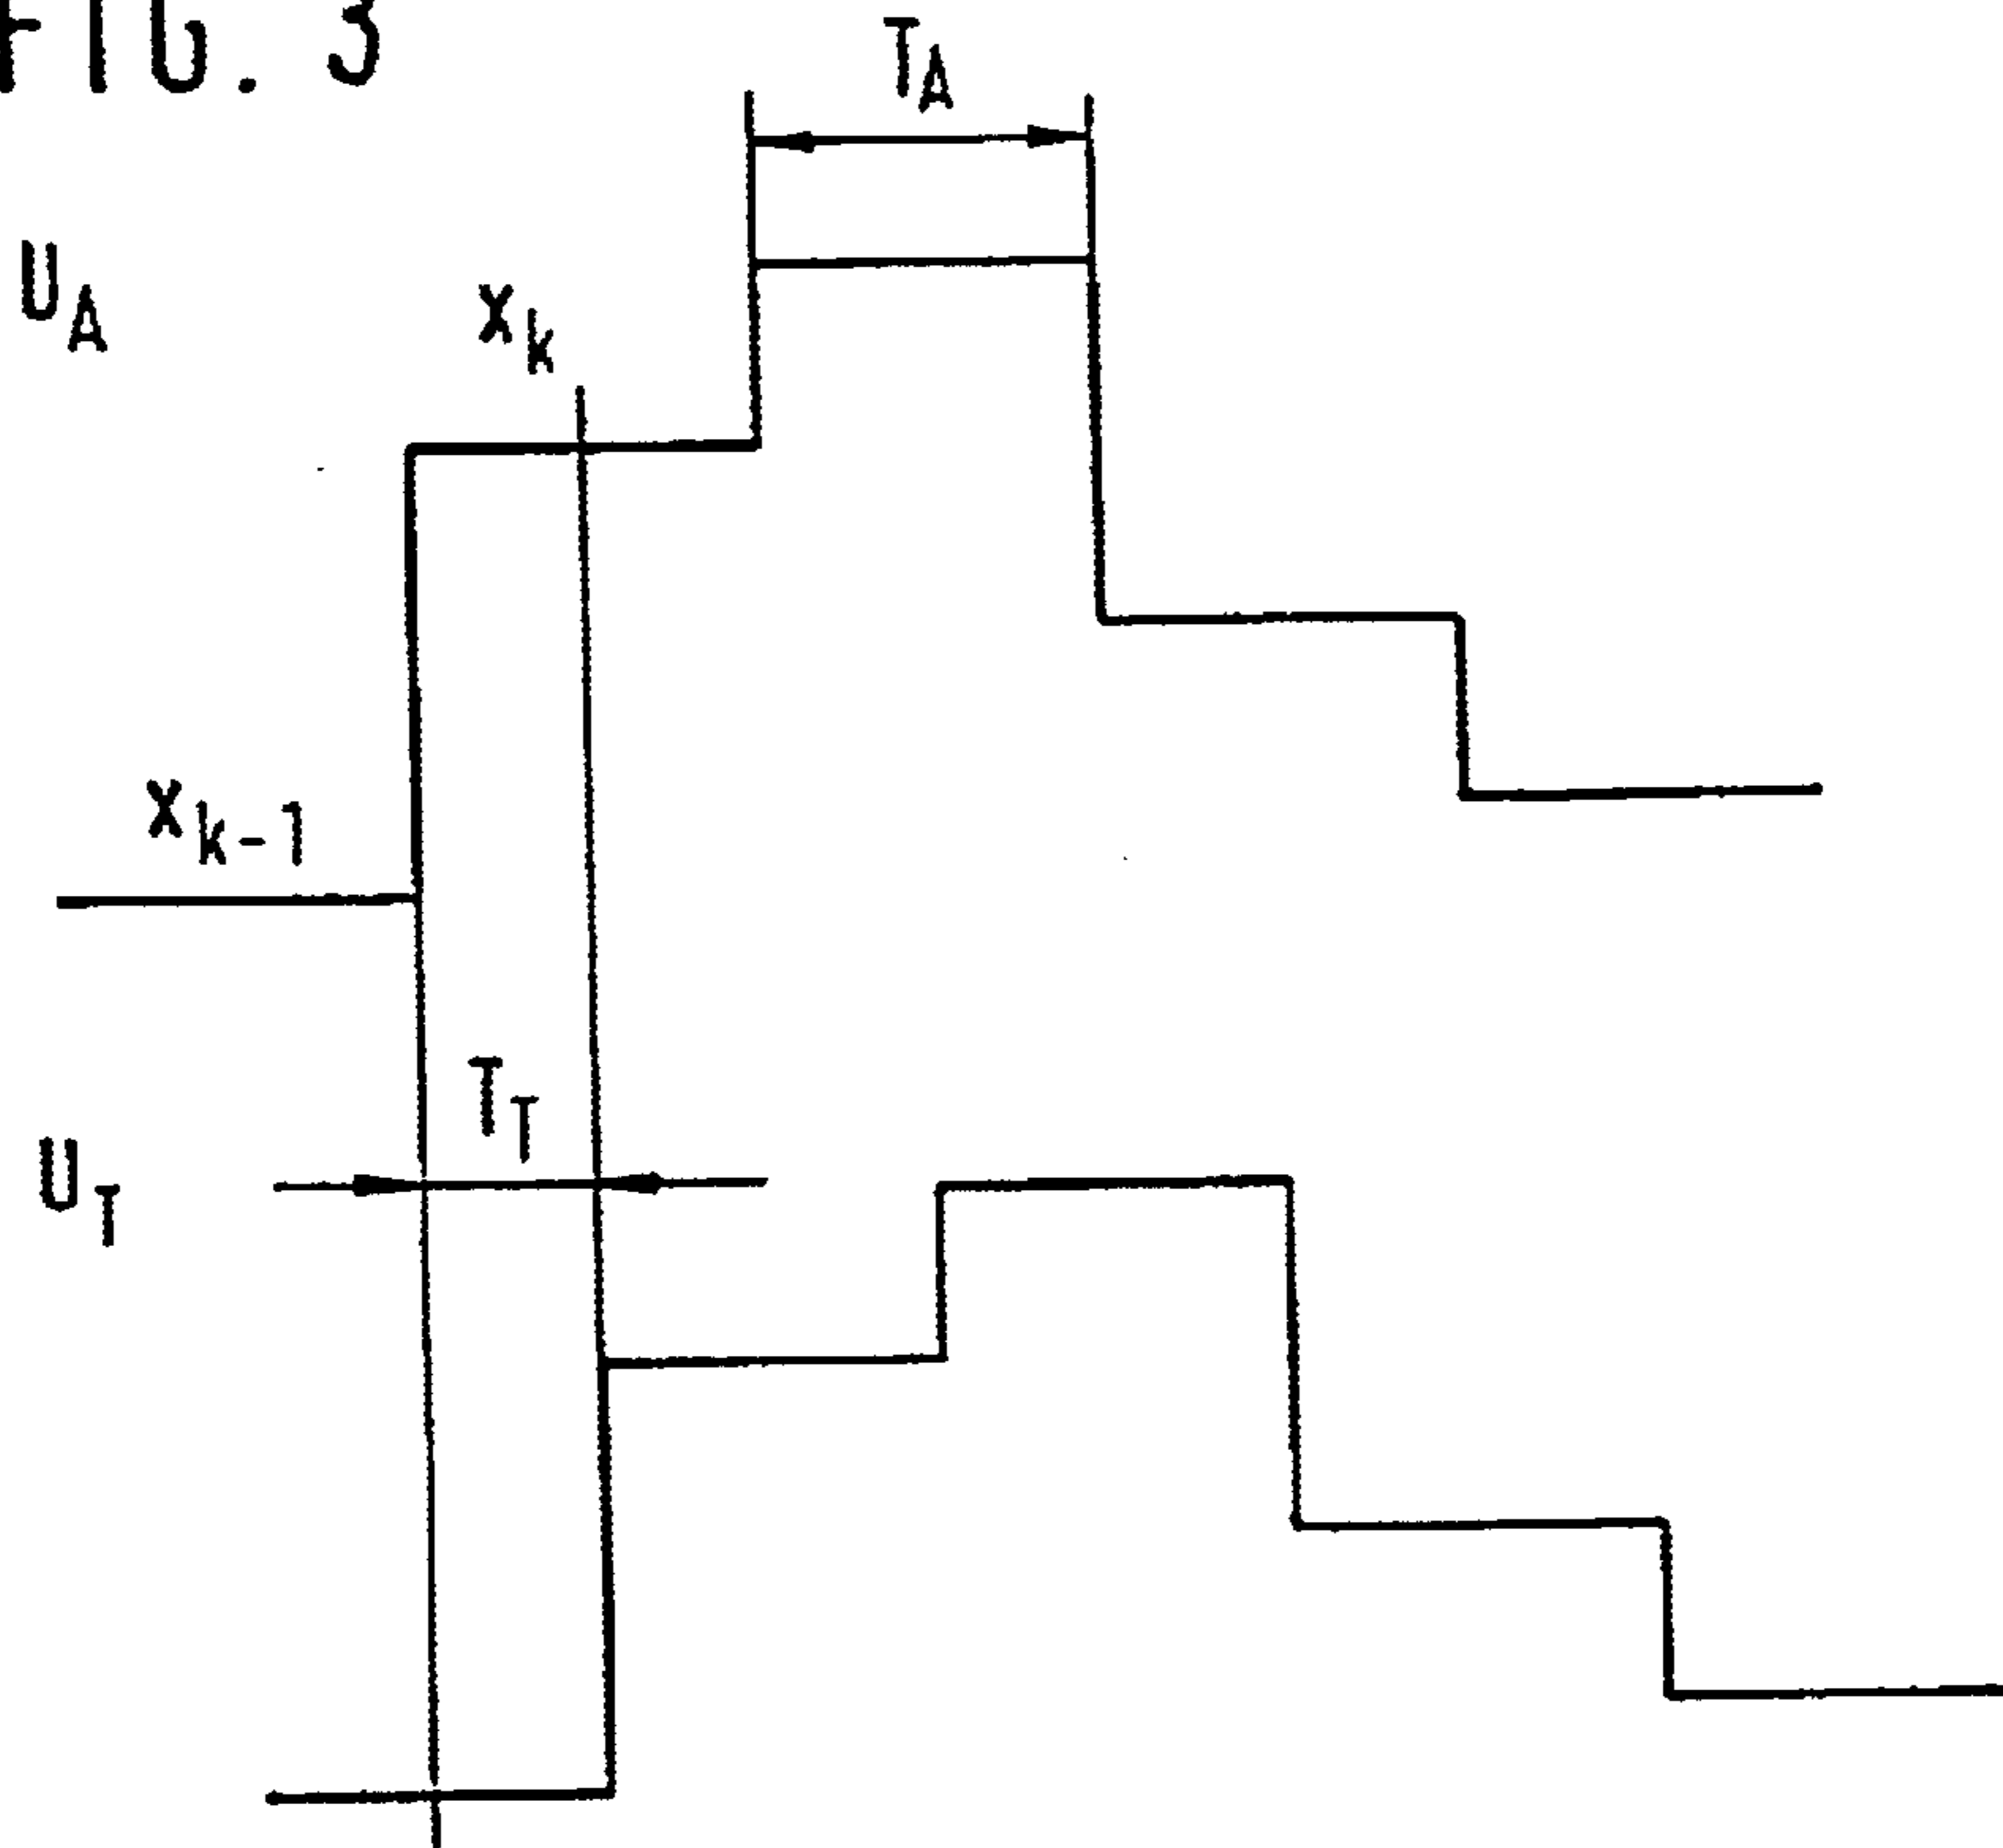 FIG. 3
T_A
U_A
x_k
x_k-1
T_T
U_T